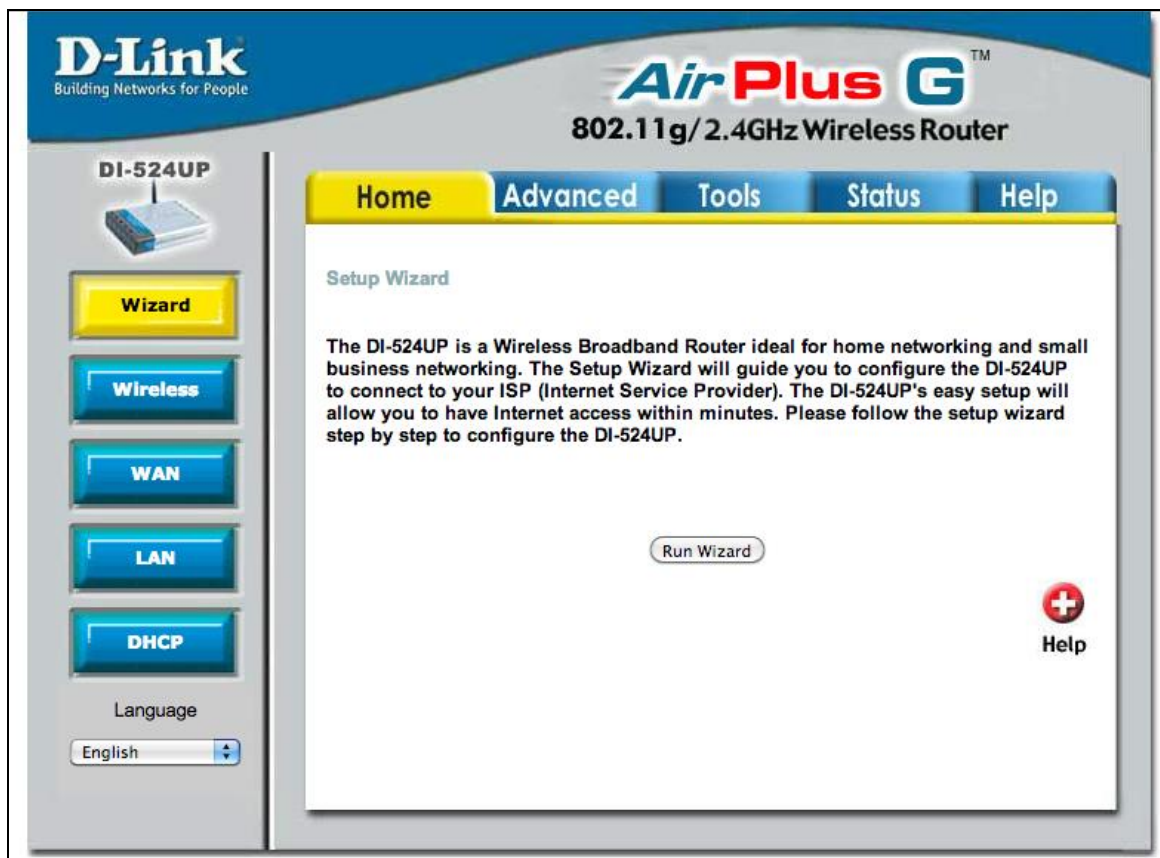 D-Link
Building Networks for People
Air Plus G™
802.11g/2.4GHz Wireless Router
DI-524UP
Home
Advanced
Tools
Status
Help
Wizard
Wireless
WAN
LAN
DHCP
Language
English
Setup Wizard
The DI-524UP is a Wireless Broadband Router ideal for home networking and small
business networking. The Setup Wizard will guide you to configure the DI-524UP
to connect to your ISP (Internet Service Provider). The DI-524UP's easy setup will
allow you to have Internet access within minutes. Please follow the setup wizard
step by step to configure the DI-524UP.
Run Wizard
Help